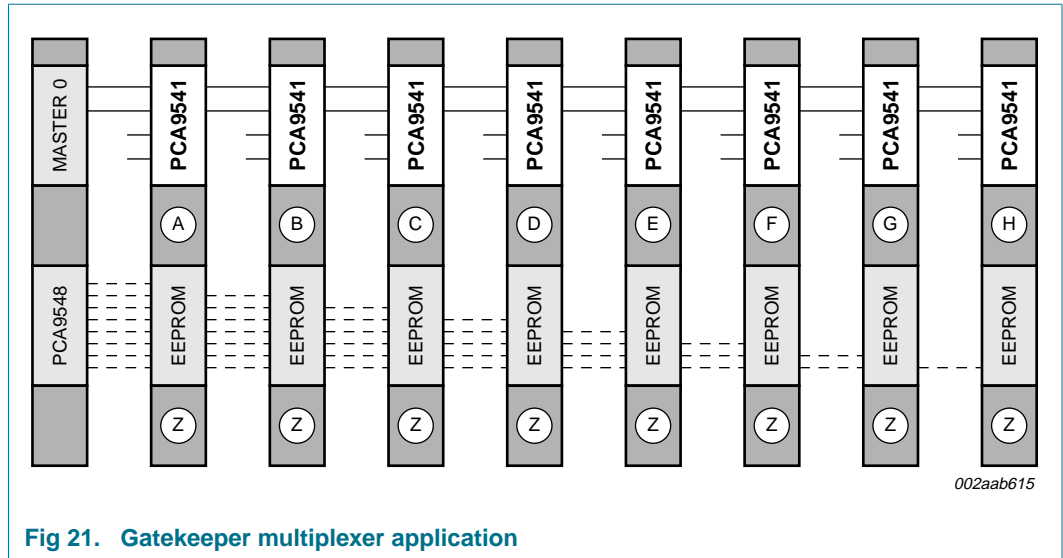 MASTER 0
PCA9541
PCA9541
PCA9541
PCA9541
PCA9541
PCA9541
PCA9541
PCA9541
A
B
C
D
E
F
G
H
PCA9548
EEPROM
EEPROM
EEPROM
EEPROM
EEPROM
EEPROM
EEPROM
EEPROM
Z
Z
Z
Z
Z
Z
Z
Z
002aab615
Fig 21. Gatekeeper multiplexer application